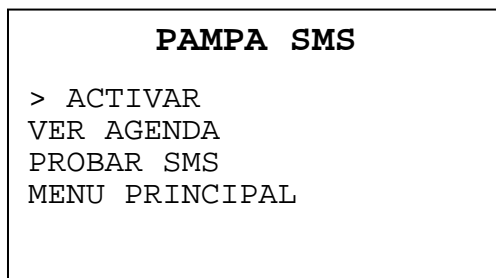 PAMPA SMS
> ACTIVAR
VER AGENDA
PROBAR SMS
MENU PRINCIPAL